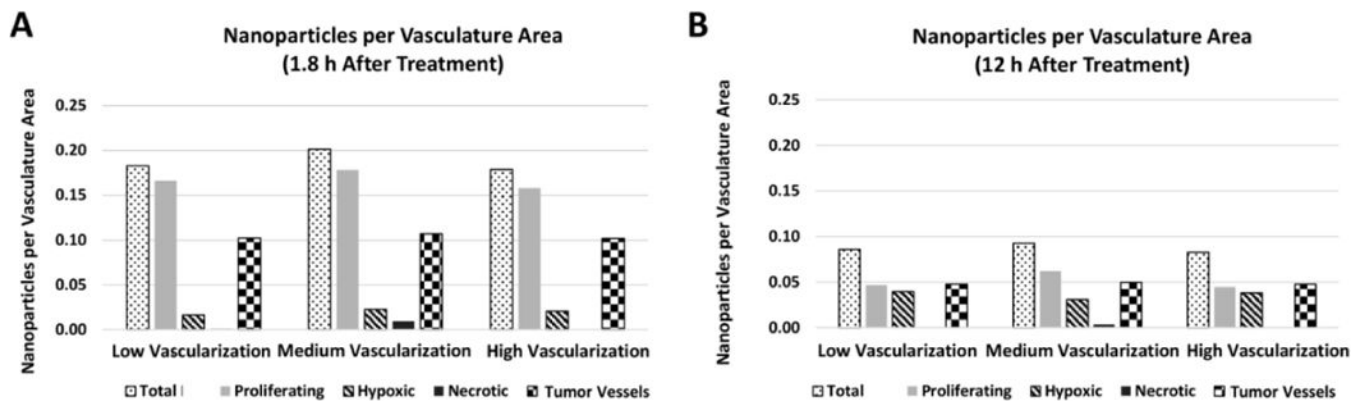 A
Nanoparticles per Vasculature Area
(1.8 h After Treatment)
Nanoparticles per Vasculature Area
0.25
0.20
0.15
0.10
0.05
0.00
Low Vascularization Medium Vascularization High Vascularization
Total Proliferating Hypoxic Necrotic Tumor Vessels
B
Nanoparticles per Vasculature Area
(12 h After Treatment)
Nanoparticles per Vasculature Area
0.25
0.20
0.15
0.10
0.05
0.00
Low Vascularization Medium Vascularization High Vascularization
Total Proliferating Hypoxic Necrotic Tumor Vessels